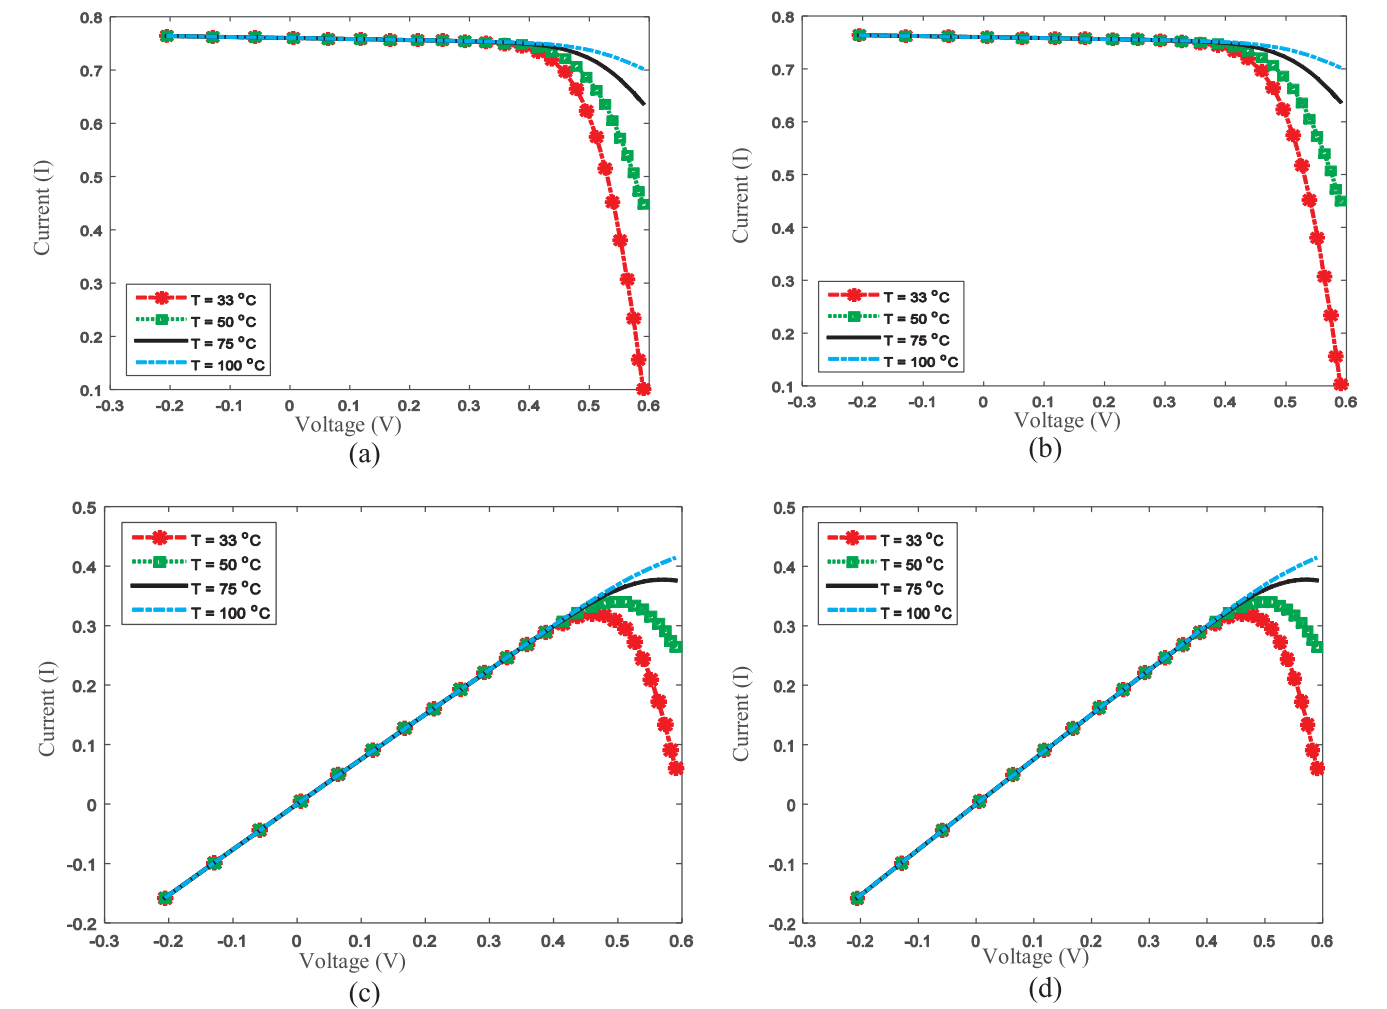 0.8
0.7
0.6
0.5
0.4
0.3
0.2
0.1
Current (I)
T = 33 °C
T = 50 °C
T = 75 °C
T = 100 °C
-0.3 -0.2 -0.1 0 0.1 0.2 0.3 0.4 0.5 0.6
Voltage (V)
(a)
0.8
0.7
0.6
0.5
0.4
0.3
0.2
0.1
Current (I)
T = 33 °C
T = 50 °C
T = 75 °C
T = 100 °C
-0.3 -0.2 -0.1 0 0.1 0.2 0.3 0.4 0.5 0.6
Voltage (V)
(b)
0.5
0.4
0.3
0.2
0.1
0
-0.1
-0.2
Current (I)
T = 33 °C
T = 50 °C
T = 75 °C
T = 100 °C
-0.3 -0.2 -0.1 0 0.1 0.2 0.3 0.4 0.5 0.6
Voltage (V)
(c)
0.5
0.4
0.3
0.2
0.1
0
-0.1
-0.2
Current (I)
T = 33 °C
T = 50 °C
T = 75 °C
T = 100 °C
-0.3 -0.2 -0.1 0 0.1 0.2 0.3 0.4 0.5 0.6
Voltage (V)
(d)